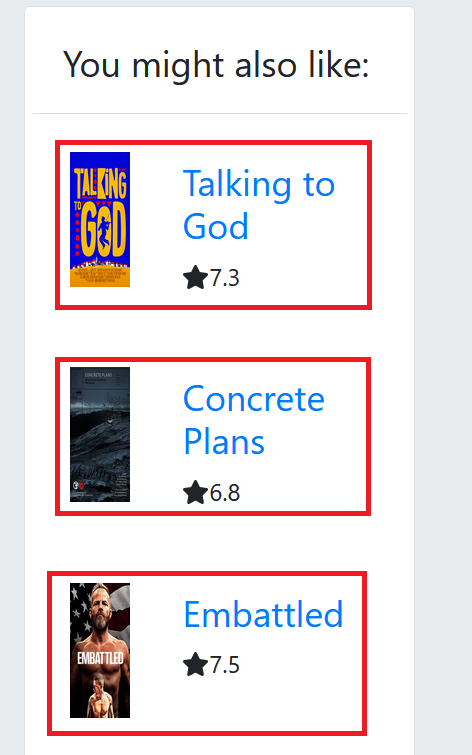 You might also like:
TALKING
TO
GOD
Talking to
God
7.3
CONCRETE PLANS
Concrete
Plans
6.8
EMBATTLED
Embattled
7.5